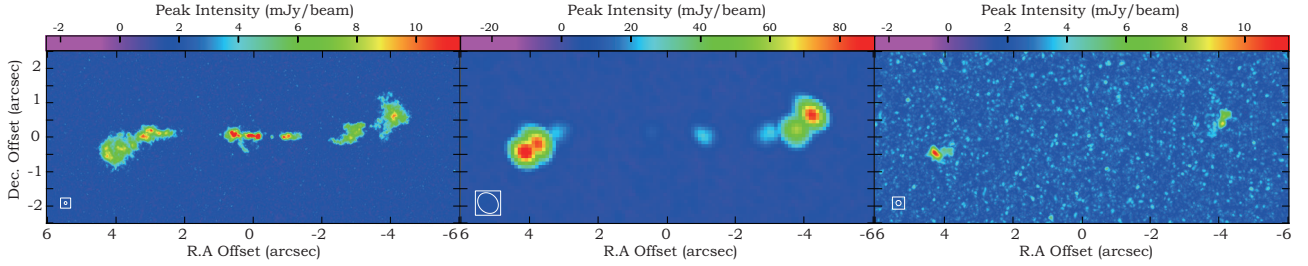 Peak Intensity (mJy/beam) Peak Intensity (mJy/beam) Peak Intensity (mJy/beam)
-2 0 2 4 6 8 10 -20 0 20 40 60 80 -2 0 2 4 6 8 10
2
1
0
-1
-2
Dec. Offset (arcsec)
6 4 2 0 -2 -4 -6 6 4 2 0 -2 -4 -6 6 4 2 0 -2 -4 -6
R.A Offset (arcsec) R.A Offset (arcsec) R.A Offset (arcsec)